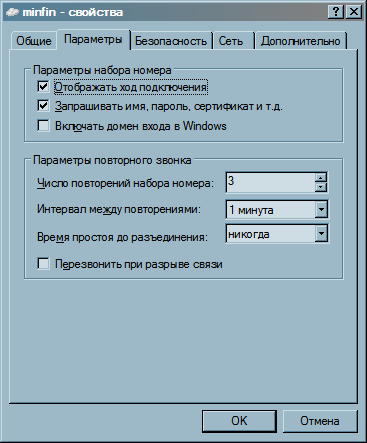 minfin - свойства
Общие Параметры Безопасность Сеть Дополнительно
Параметры набора номера
Отображать ход подключения
Запрашивать имя, пароль, сертификат и т.д.
Включать домен входа в Windows
Параметры повторного звонка
Число повторений набора номера: 3
Интервал между повторениями: 1 минута
Время простоя до разъединения: никогда
Перезвонить при разрыве связи
OK Отмена